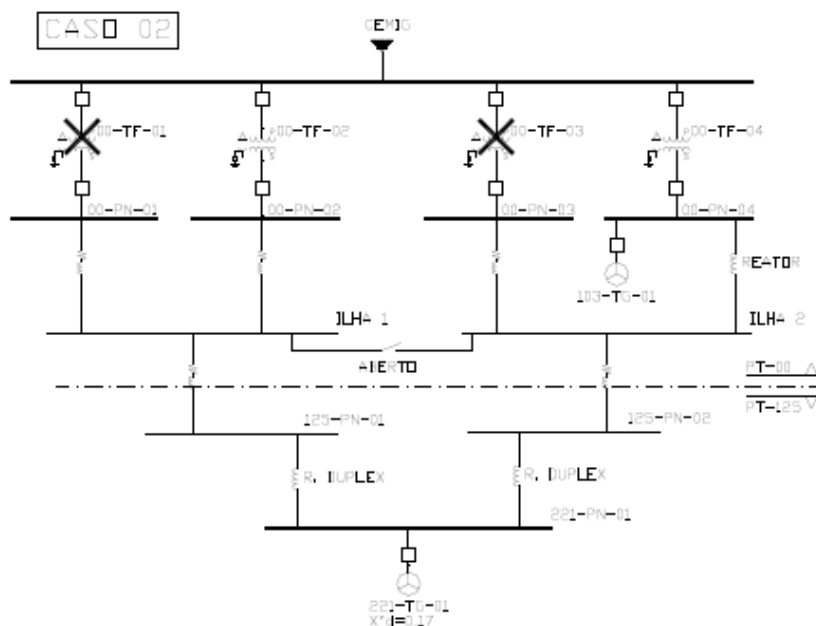 CASO 02
CEMIG
00-TF-01
00-TF-02
00-TF-03
00-TF-04
00-PN-01
00-PN-02
00-PN-03
00-PN-04
REATOR
103-TG-01
ILHA 1
ILHA 2
ABERTO
PT-00
PT-125
125-PN-01
125-PN-02
R. DUPLEX
R. DUPLEX
221-PN-01
221-TG-01
X"d=0.17